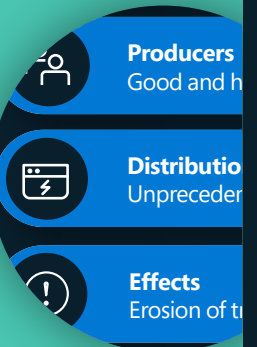 Producers
Good and h
Distributio
Unpreceden
Effects
Erosion of tr